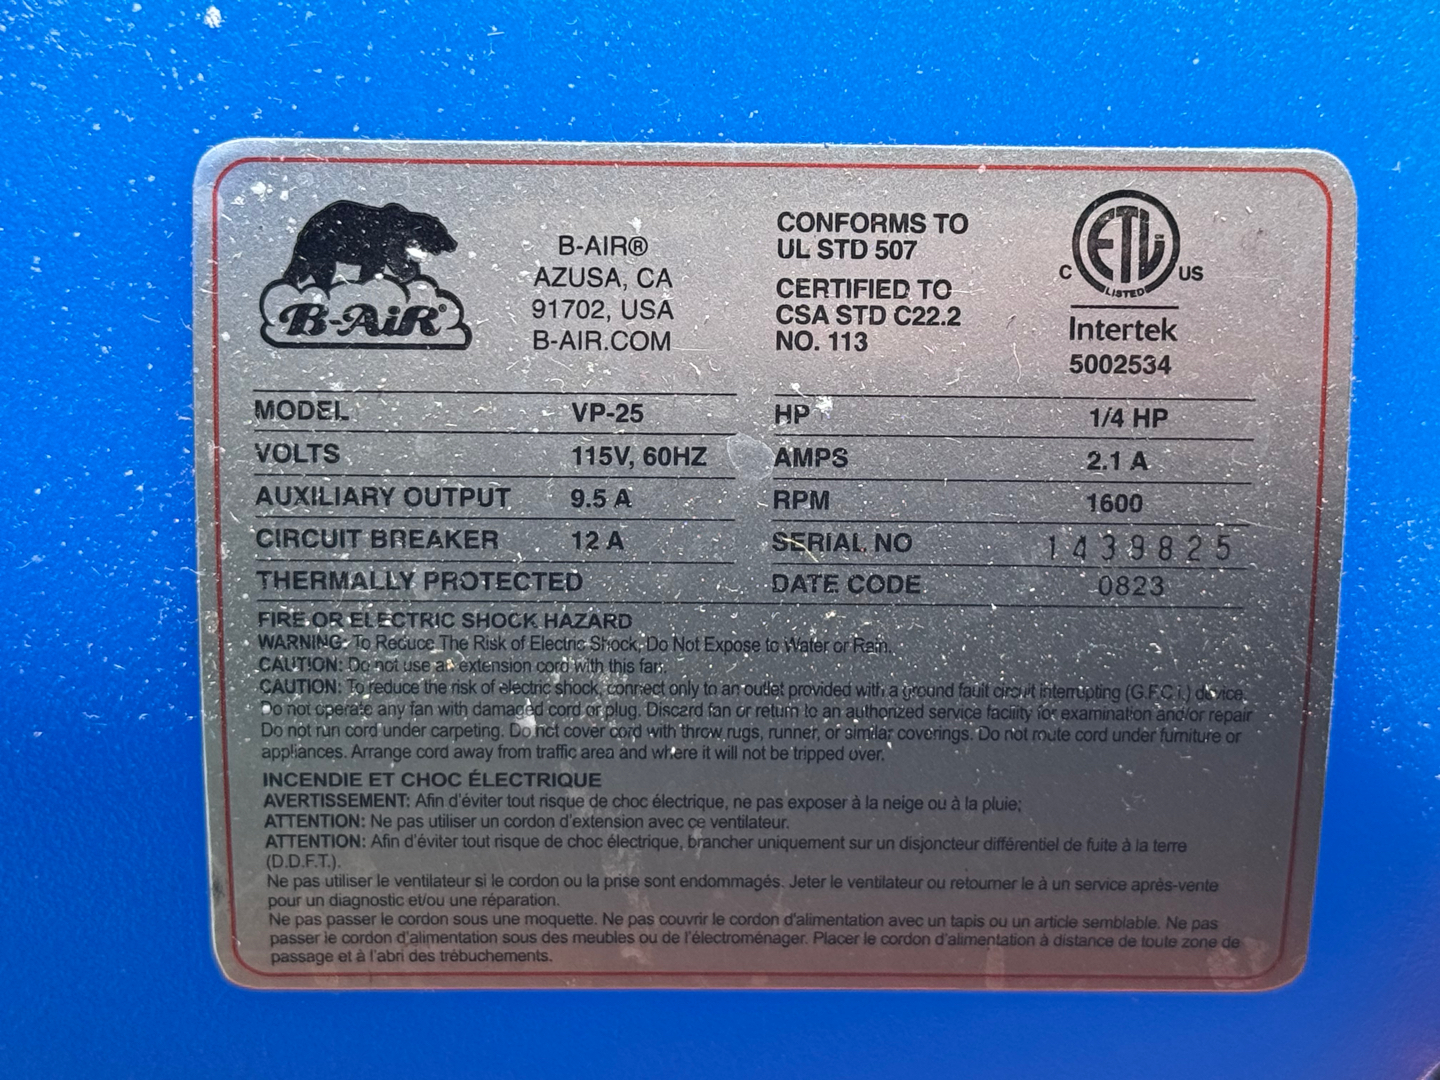 B-AiR®
B-AIR®
AZUSA, CA
91702, USA
B-AIR.COM
CONFORMS TO
UL STD 507
CERTIFIED TO
CSA STD C22.2
NO. 113
ETL
C US
LISTED
Intertek
5002534
MODEL VP-25
VOLTS 115V, 60HZ
AUXILIARY OUTPUT 9.5 A
CIRCUIT BREAKER 12 A
THERMALLY PROTECTED
HP 1/4 HP
AMPS 2.1 A
RPM 1600
SERIAL NO 1439825
DATE CODE 0823
FIRE OR ELECTRIC SHOCK HAZARD
WARNING: To Reduce The Risk of Electric Shock, Do Not Expose to Water or Rain.
CAUTION: Do not use an extension cord with this fan.
CAUTION: To reduce the risk of electric shock, connect only to an outlet provided with a ground fault circuit interrupting (G.F.C.i.) device.
Do not operate any fan with damaged cord or plug. Discard fan or return to an authorized service facility for examination and/or repair
Do not run cord under carpeting. Do not cover cord with throw rugs, runner, or similar coverings. Do not route cord under furniture or
appliances. Arrange cord away from traffic area and where it will not be tripped over.
INCENDIE ET CHOC ÉLECTRIQUE
AVERTISSEMENT: Afin d'éviter tout risque de choc électrique, ne pas exposer à la neige ou à la pluie;
ATTENTION: Ne pas utiliser un cordon d'extension avec ce ventilateur.
ATTENTION: Afin d'éviter tout risque de choc électrique, brancher uniquement sur un disjoncteur différentiel de fuite à la terre
(D.D.F.T.).
Ne pas utiliser le ventilateur si le cordon ou la prise sont endommagés. Jeter le ventilateur ou retourner le à un service après-vente
pour un diagnostic et/ou une réparation.
Ne pas passer le cordon sous une moquette. Ne pas couvrir le cordon d'alimentation avec un tapis ou un article semblable. Ne pas
passer le cordon d'alimentation sous des meubles ou de l'électroménager. Placer le cordon d'alimentation à distance de toute zone de
passage et à l'abri des trébuchements.